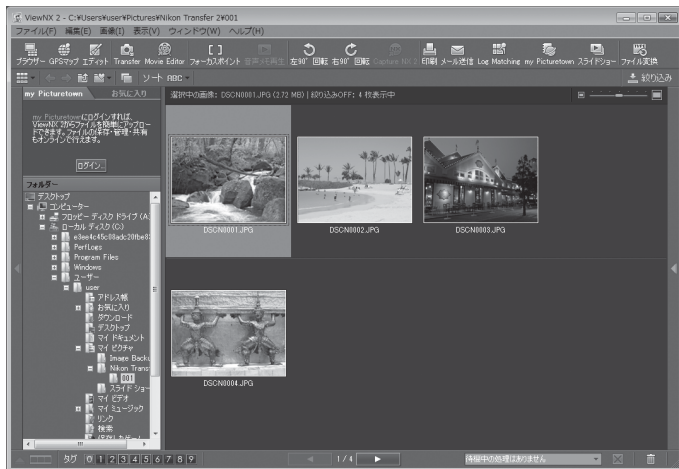 ViewNX 2 - C:¥Users¥user¥Pictures¥Nikon Transfer 2¥001
ファイル(F) 編集(E) 画像(I) 表示(V) ウィンドウ(W) ヘルプ(H)
ブラウザー GPSマップ エディット Transfer Movie Editor フォーカスポイント 音声メモ再生 左90° 回転 右90° 回転 Capture NX 2 印刷 メール送信 Log Matching my Picturetown スライドショー ファイル変換
ソート ABC 絞り込み
my Picturetown お気に入り
選択中の画像: DSCN0001.JPG (2.72 MB) | 絞り込みOFF: 4 枚表示中
my Picturetownにログインすれば、
ViewNX 2からファイルを簡単にアップロー
ドできます。ファイルの保存・管理・共有
もオンラインで行えます。
ログイン...
フォルダー
デスクトップ
コンピューター
フロッピー ディスク ドライブ (A:
ローカル ディスク (C:)
PerfLogs
Program Files
Windows
ユーザー
user
アドレス帳
お気に入り
ダウンロード
デスクトップ
マイ ドキュメント
マイ ピクチャ
Image Backu
Nikon Trans
001
スライド ショー
マイ ビデオ
マイ ミュージック
リンク
検索
DSCN0001.JPG
DSCN0002.JPG
DSCN0003.JPG
DSCN0004.JPG
タグ 0 1 2 3 4 5 6 7 8 9
1 / 4
待機中の処理はありません